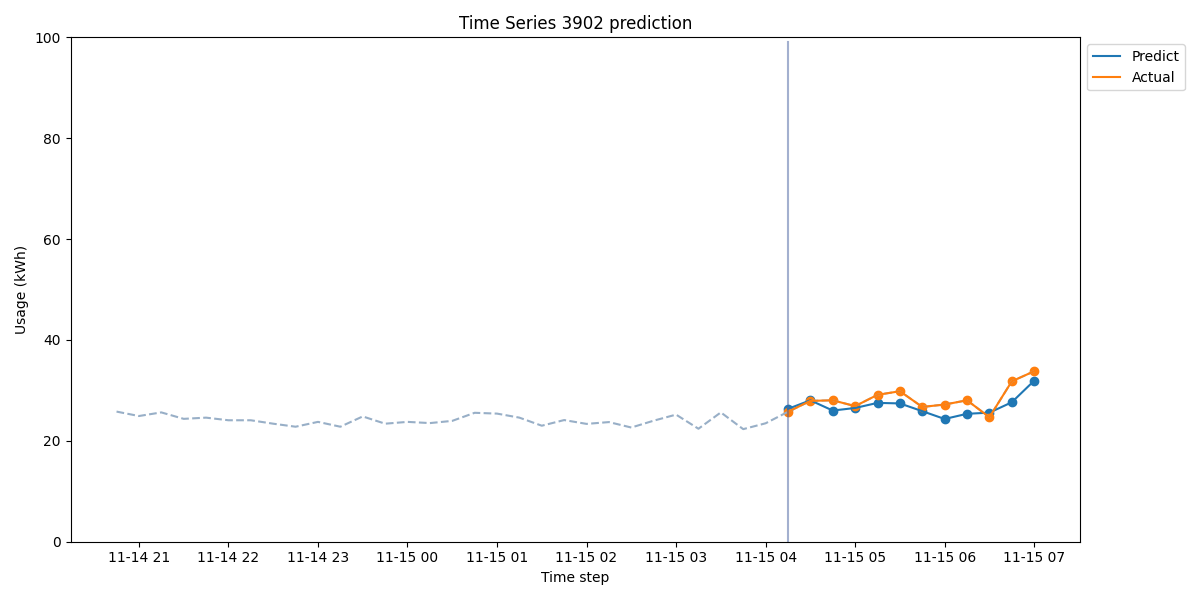 Time Series 3902 prediction
100
80
60
40
20
0
Usage (kWh)
11-14 21 11-14 22 11-14 23 11-15 00 11-15 01 11-15 02 11-15 03 11-15 04 11-15 05 11-15 06 11-15 07
Time step
Predict
Actual